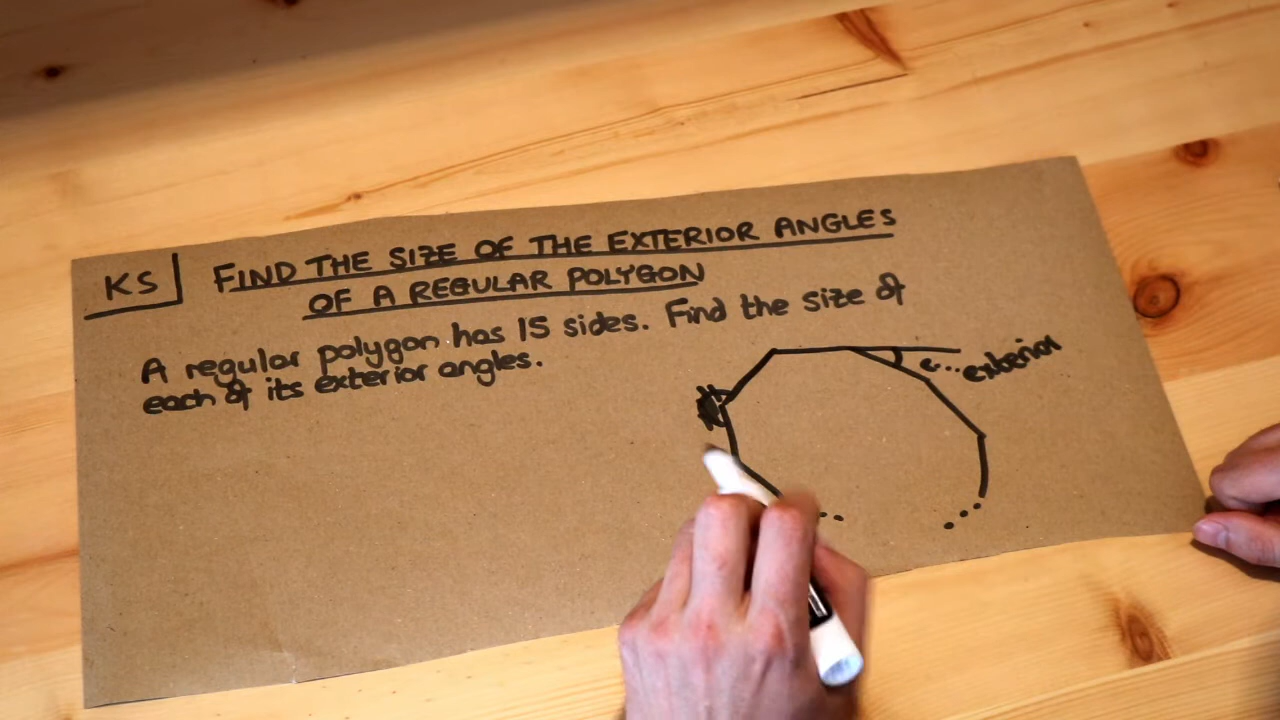 KS
FIND THE SIZE OF THE EXTERIOR ANGLES
OF A REGULAR POLYGON
A regular polygon has 15 sides. Find the size of
each of its exterior angles.
exterior